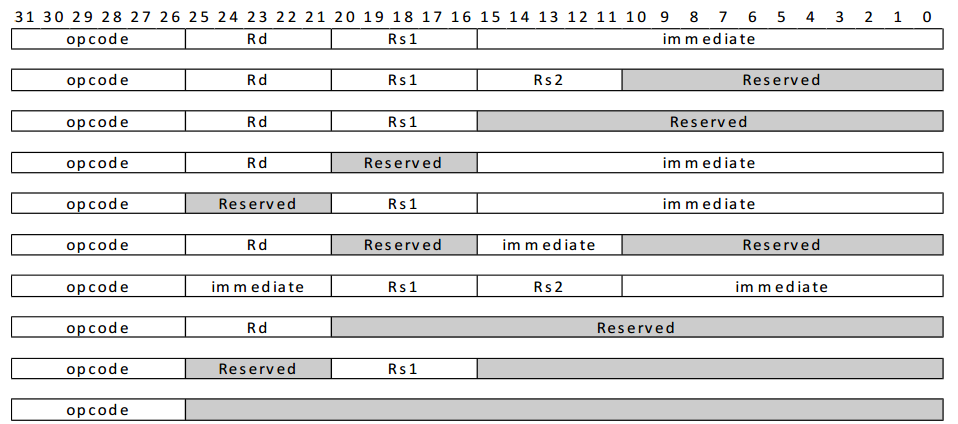 31 30 29 28 27 26 25 24 23 22 21 20 19 18 17 16 15 14 13 12 11 10 9 8 7 6 5 4 3 2 1 0
opcode Rd Rs1 immediate
opcode Rd Rs1 Rs2 Reserved
opcode Rd Rs1 Reserved
opcode Rd Reserved immediate
opcode Reserved Rs1 immediate
opcode Rd Reserved immediate Reserved
opcode immediate Rs1 Rs2 immediate
opcode Rd Reserved
opcode Reserved Rs1
opcode